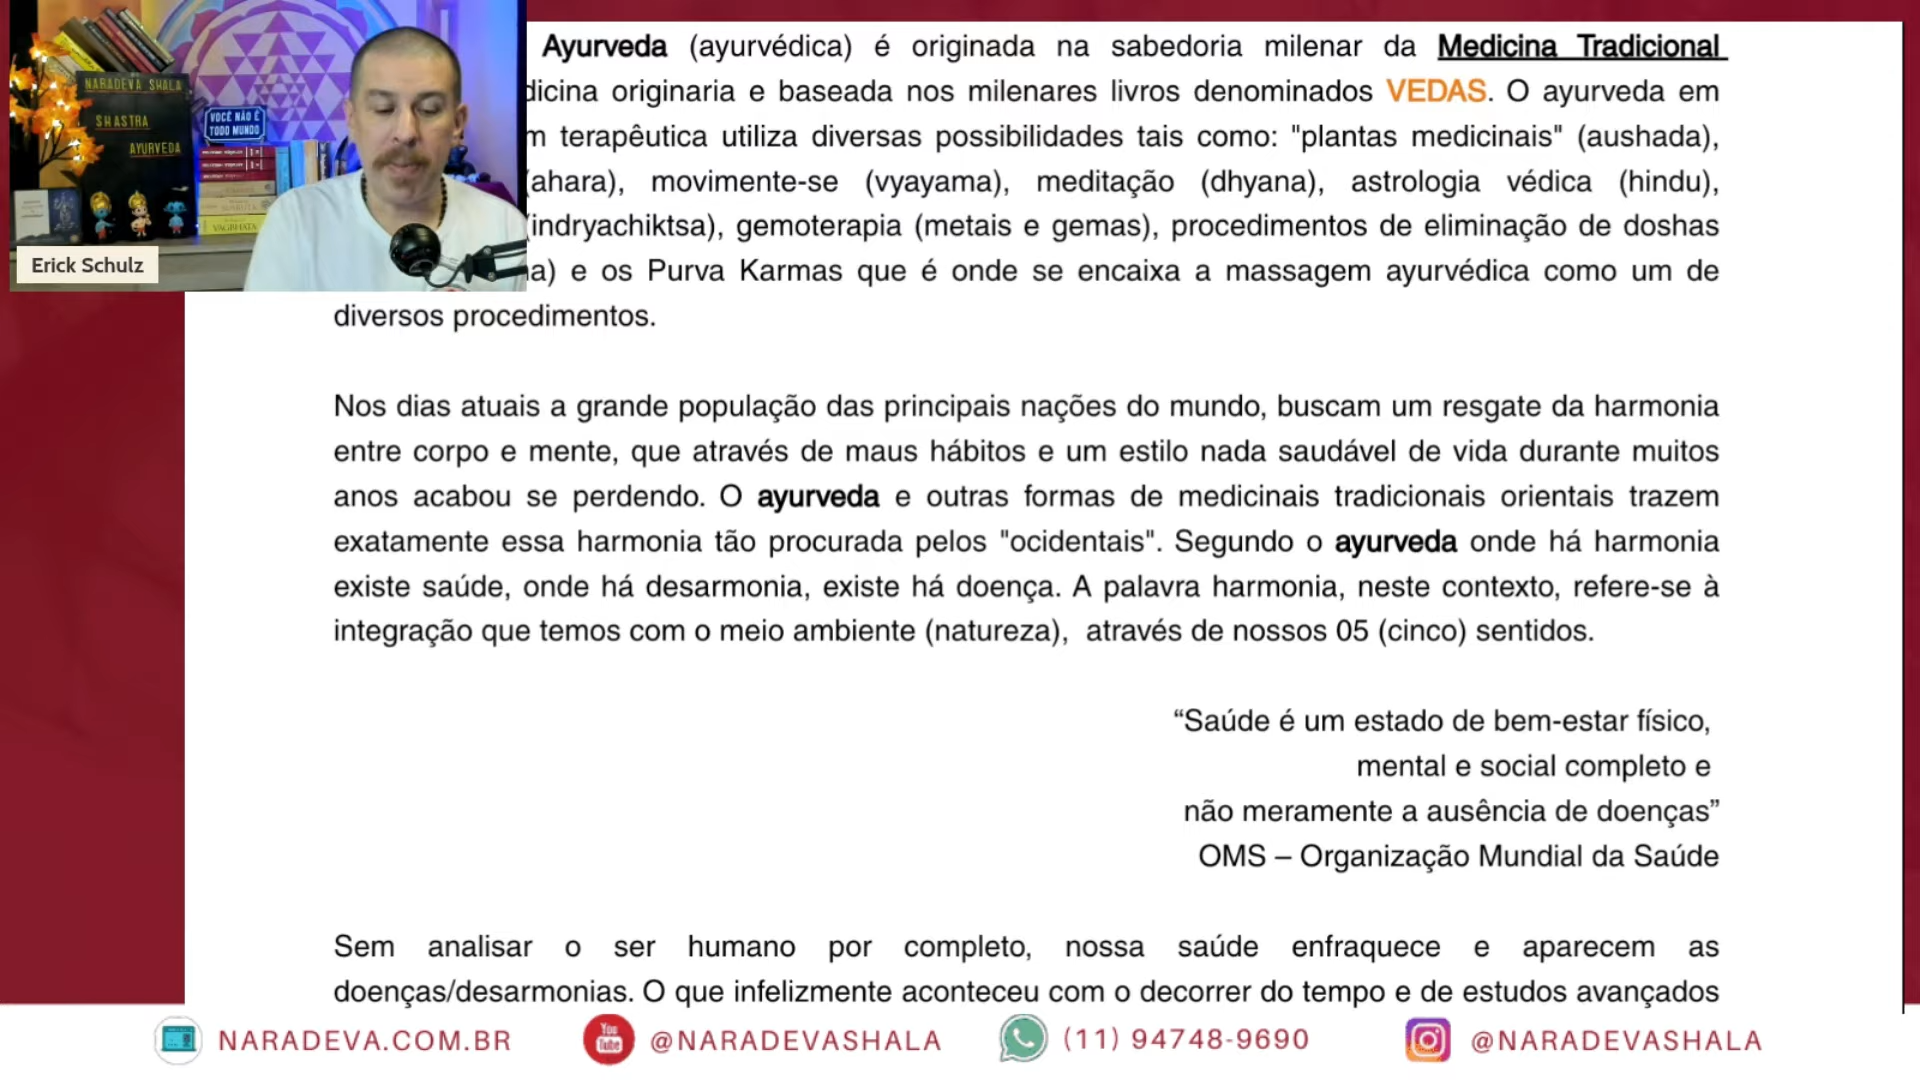 NARADEVA SHALA
SHASTRA
AYURVEDA
VOCÊ NÃO É
TODO MUNDO
VAGBHATA
Erick Schulz
Ayurveda (ayurvédica) é originada na sabedoria milenar da Medicina Tradicional
dicina originaria e baseada nos milenares livros denominados VEDAS. O ayurveda em
m terapêutica utiliza diversas possibilidades tais como: "plantas medicinais" (aushada),
(ahara), movimente-se (vyayama), meditação (dhyana), astrologia védica (hindu),
(indryachiktsa), gemoterapia (metais e gemas), procedimentos de eliminação de doshas
a) e os Purva Karmas que é onde se encaixa a massagem ayurvédica como um de
diversos procedimentos.
Nos dias atuais a grande população das principais nações do mundo, buscam um resgate da harmonia
entre corpo e mente, que através de maus hábitos e um estilo nada saudável de vida durante muitos
anos acabou se perdendo. O ayurveda e outras formas de medicinais tradicionais orientais trazem
exatamente essa harmonia tão procurada pelos "ocidentais". Segundo o ayurveda onde há harmonia
existe saúde, onde há desarmonia, existe há doença. A palavra harmonia, neste contexto, refere-se à
integração que temos com o meio ambiente (natureza), através de nossos 05 (cinco) sentidos.
“Saúde é um estado de bem-estar físico,
mental e social completo e
não meramente a ausência de doenças”
OMS – Organização Mundial da Saúde
Sem analisar o ser humano por completo, nossa saúde enfraquece e aparecem as
doenças/desarmonias. O que infelizmente aconteceu com o decorrer do tempo e de estudos avançados
NARADEVA.COM.BR
You
Tube
@NARADEVASHALA
(11) 94748-9690
@NARADEVASHALA